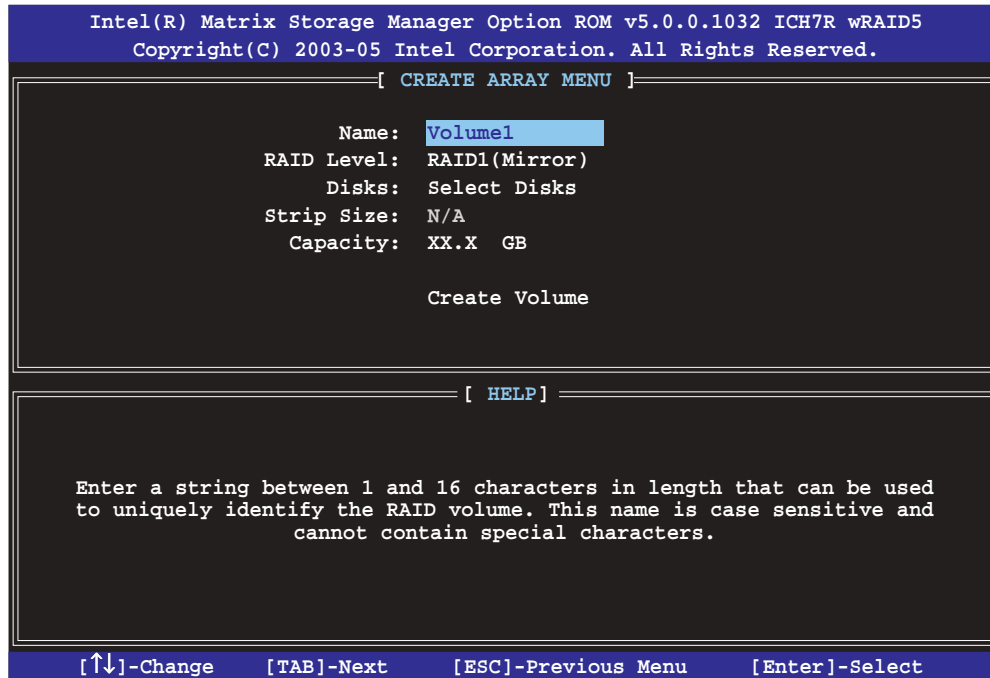 Intel(R) Matrix Storage Manager Option ROM v5.0.0.1032 ICH7R wRAID5
Copyright(C) 2003-05 Intel Corporation. All Rights Reserved.
[ CREATE ARRAY MENU ]
Name: Volume1
RAID Level: RAID1(Mirror)
Disks: Select Disks
Strip Size: N/A
Capacity: XX.X GB
Create Volume
[ HELP]
Enter a string between 1 and 16 characters in length that can be used
to uniquely identify the RAID volume. This name is case sensitive and
cannot contain special characters.
[↑↓]-Change [TAB]-Next [ESC]-Previous Menu [Enter]-Select